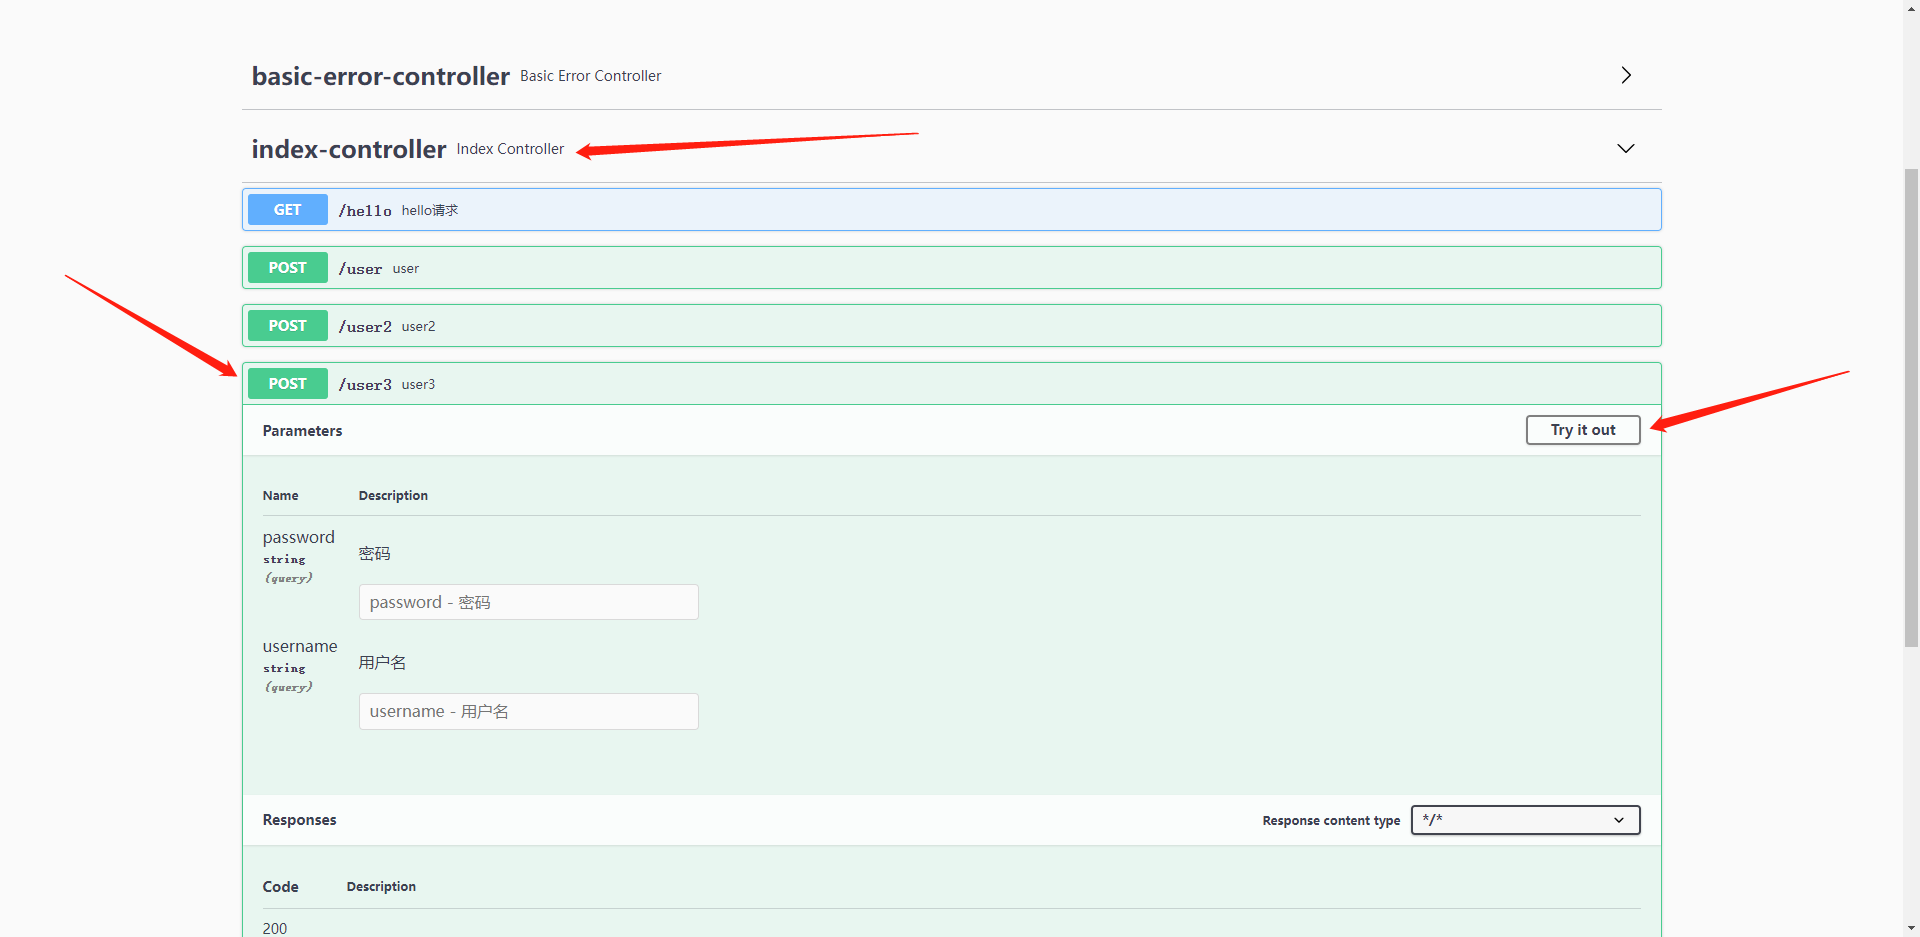 basic-error-controller Basic Error Controller
index-controller Index Controller
GET /hello hello请求
POST /user user
POST /user2 user2
POST /user3 user3
Parameters Try it out
Name Description
password
string
(query)
密码
password - 密码
username
string
(query)
用户名
username - 用户名
Responses Response content type */*
Code Description
200